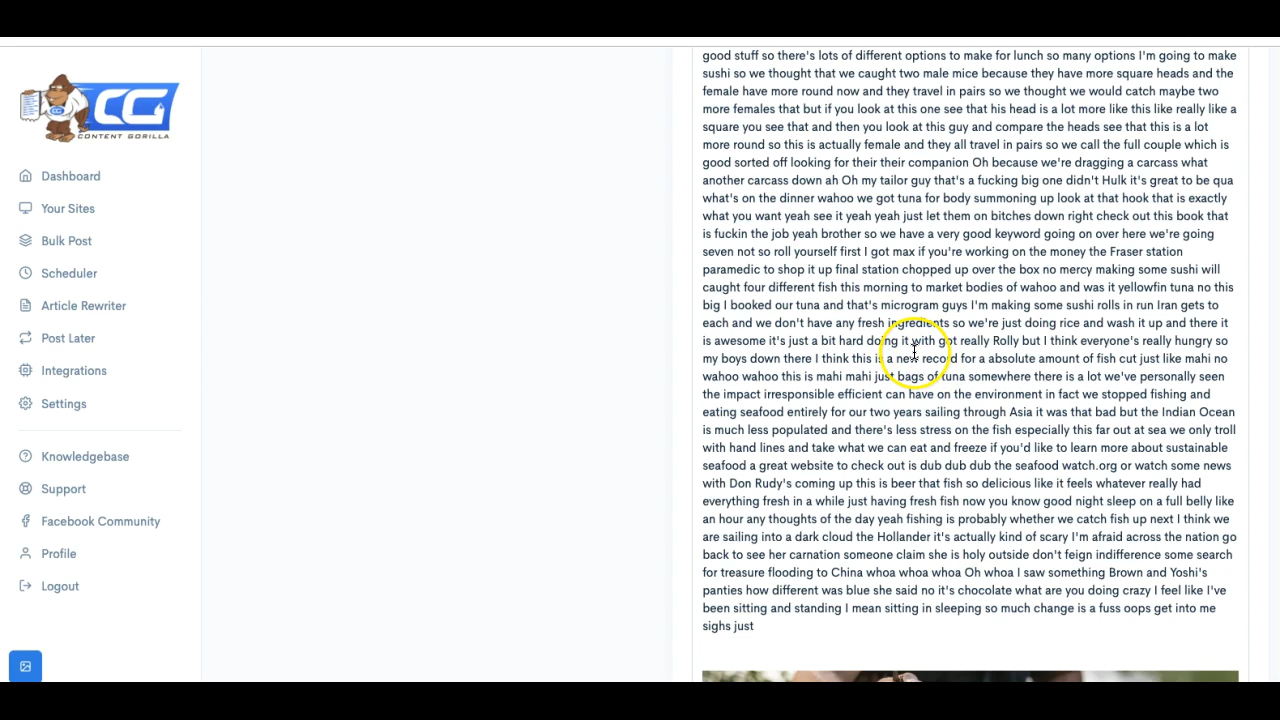 CG
CONTENT GORILLA
Dashboard
Your Sites
Bulk Post
Scheduler
Article Rewriter
Post Later
Integrations
Settings
Knowledgebase
Support
Facebook Community
Profile
Logout
good stuff so there's lots of different options to make for lunch so many options I'm going to make
sushi so we thought that we caught two male mice because they have more square heads and the
female have more round now and they travel in pairs so we thought we would catch maybe two
more females that but if you look at this one see that his head is a lot more like this like really like a
square you see that and then you look at this guy and compare the heads see that this is a lot
more round so this is actually female and they all travel in pairs so we call the full couple which is
good sorted off looking for their their companion Oh because we're dragging a carcass what
another carcass down ah Oh my tailor guy that's a fucking big one didn't Hulk it's great to be qua
what's on the dinner wahoo we got tuna for body summoning up look at that hook that is exactly
what you want yeah see it yeah yeah just let them on bitches down right check out this book that
is fuckin the job yeah brother so we have a very good keyword going on over here we're going
seven not so roll yourself first I got max if you're working on the money the Fraser station
paramedic to shop it up final station chopped up over the box no mercy making some sushi will
caught four different fish this morning to market bodies of wahoo and was it yellowfin tuna no this
big I booked our tuna and that's microgram guys I'm making some sushi rolls in run Iran gets to
each and we don't have any fresh ingredients so we're just doing rice and wash it up and there it
is awesome it's just a bit hard doing it with got really Rolly but I think everyone's really hungry so
my boys down there I think this is a new record for a absolute amount of fish cut just like mahi no
wahoo wahoo this is mahi mahi just bags of tuna somewhere there is a lot we've personally seen
the impact irresponsible efficient can have on the environment in fact we stopped fishing and
eating seafood entirely for our two years sailing through Asia it was that bad but the Indian Ocean
is much less populated and there's less stress on the fish especially this far out at sea we only troll
with hand lines and take what we can eat and freeze if you'd like to learn more about sustainable
seafood a great website to check out is dub dub dub the seafood watch.org or watch some news
with Don Rudy's coming up this is beer that fish so delicious like it feels whatever really had
everything fresh in a while just having fresh fish now you know good night sleep on a full belly like
an hour any thoughts of the day yeah fishing is probably whether we catch fish up next I think we
are sailing into a dark cloud the Hollander it's actually kind of scary I'm afraid across the nation go
back to see her carnation someone claim she is holy outside don't feign indifference some search
for treasure flooding to China whoa whoa whoa Oh whoa I saw something Brown and Yoshi's
panties how different was blue she said no it's chocolate what are you doing crazy I feel like I've
been sitting and standing I mean sitting in sleeping so much change is a fuss oops get into me
sighs just